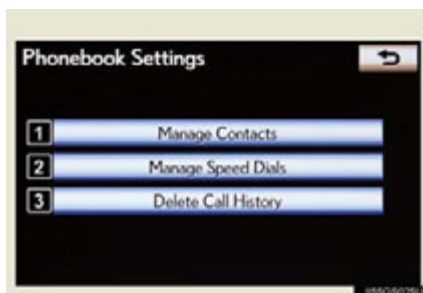 Phonebook Settings
1 Manage Contacts
2 Manage Speed Dials
3 Delete Call History